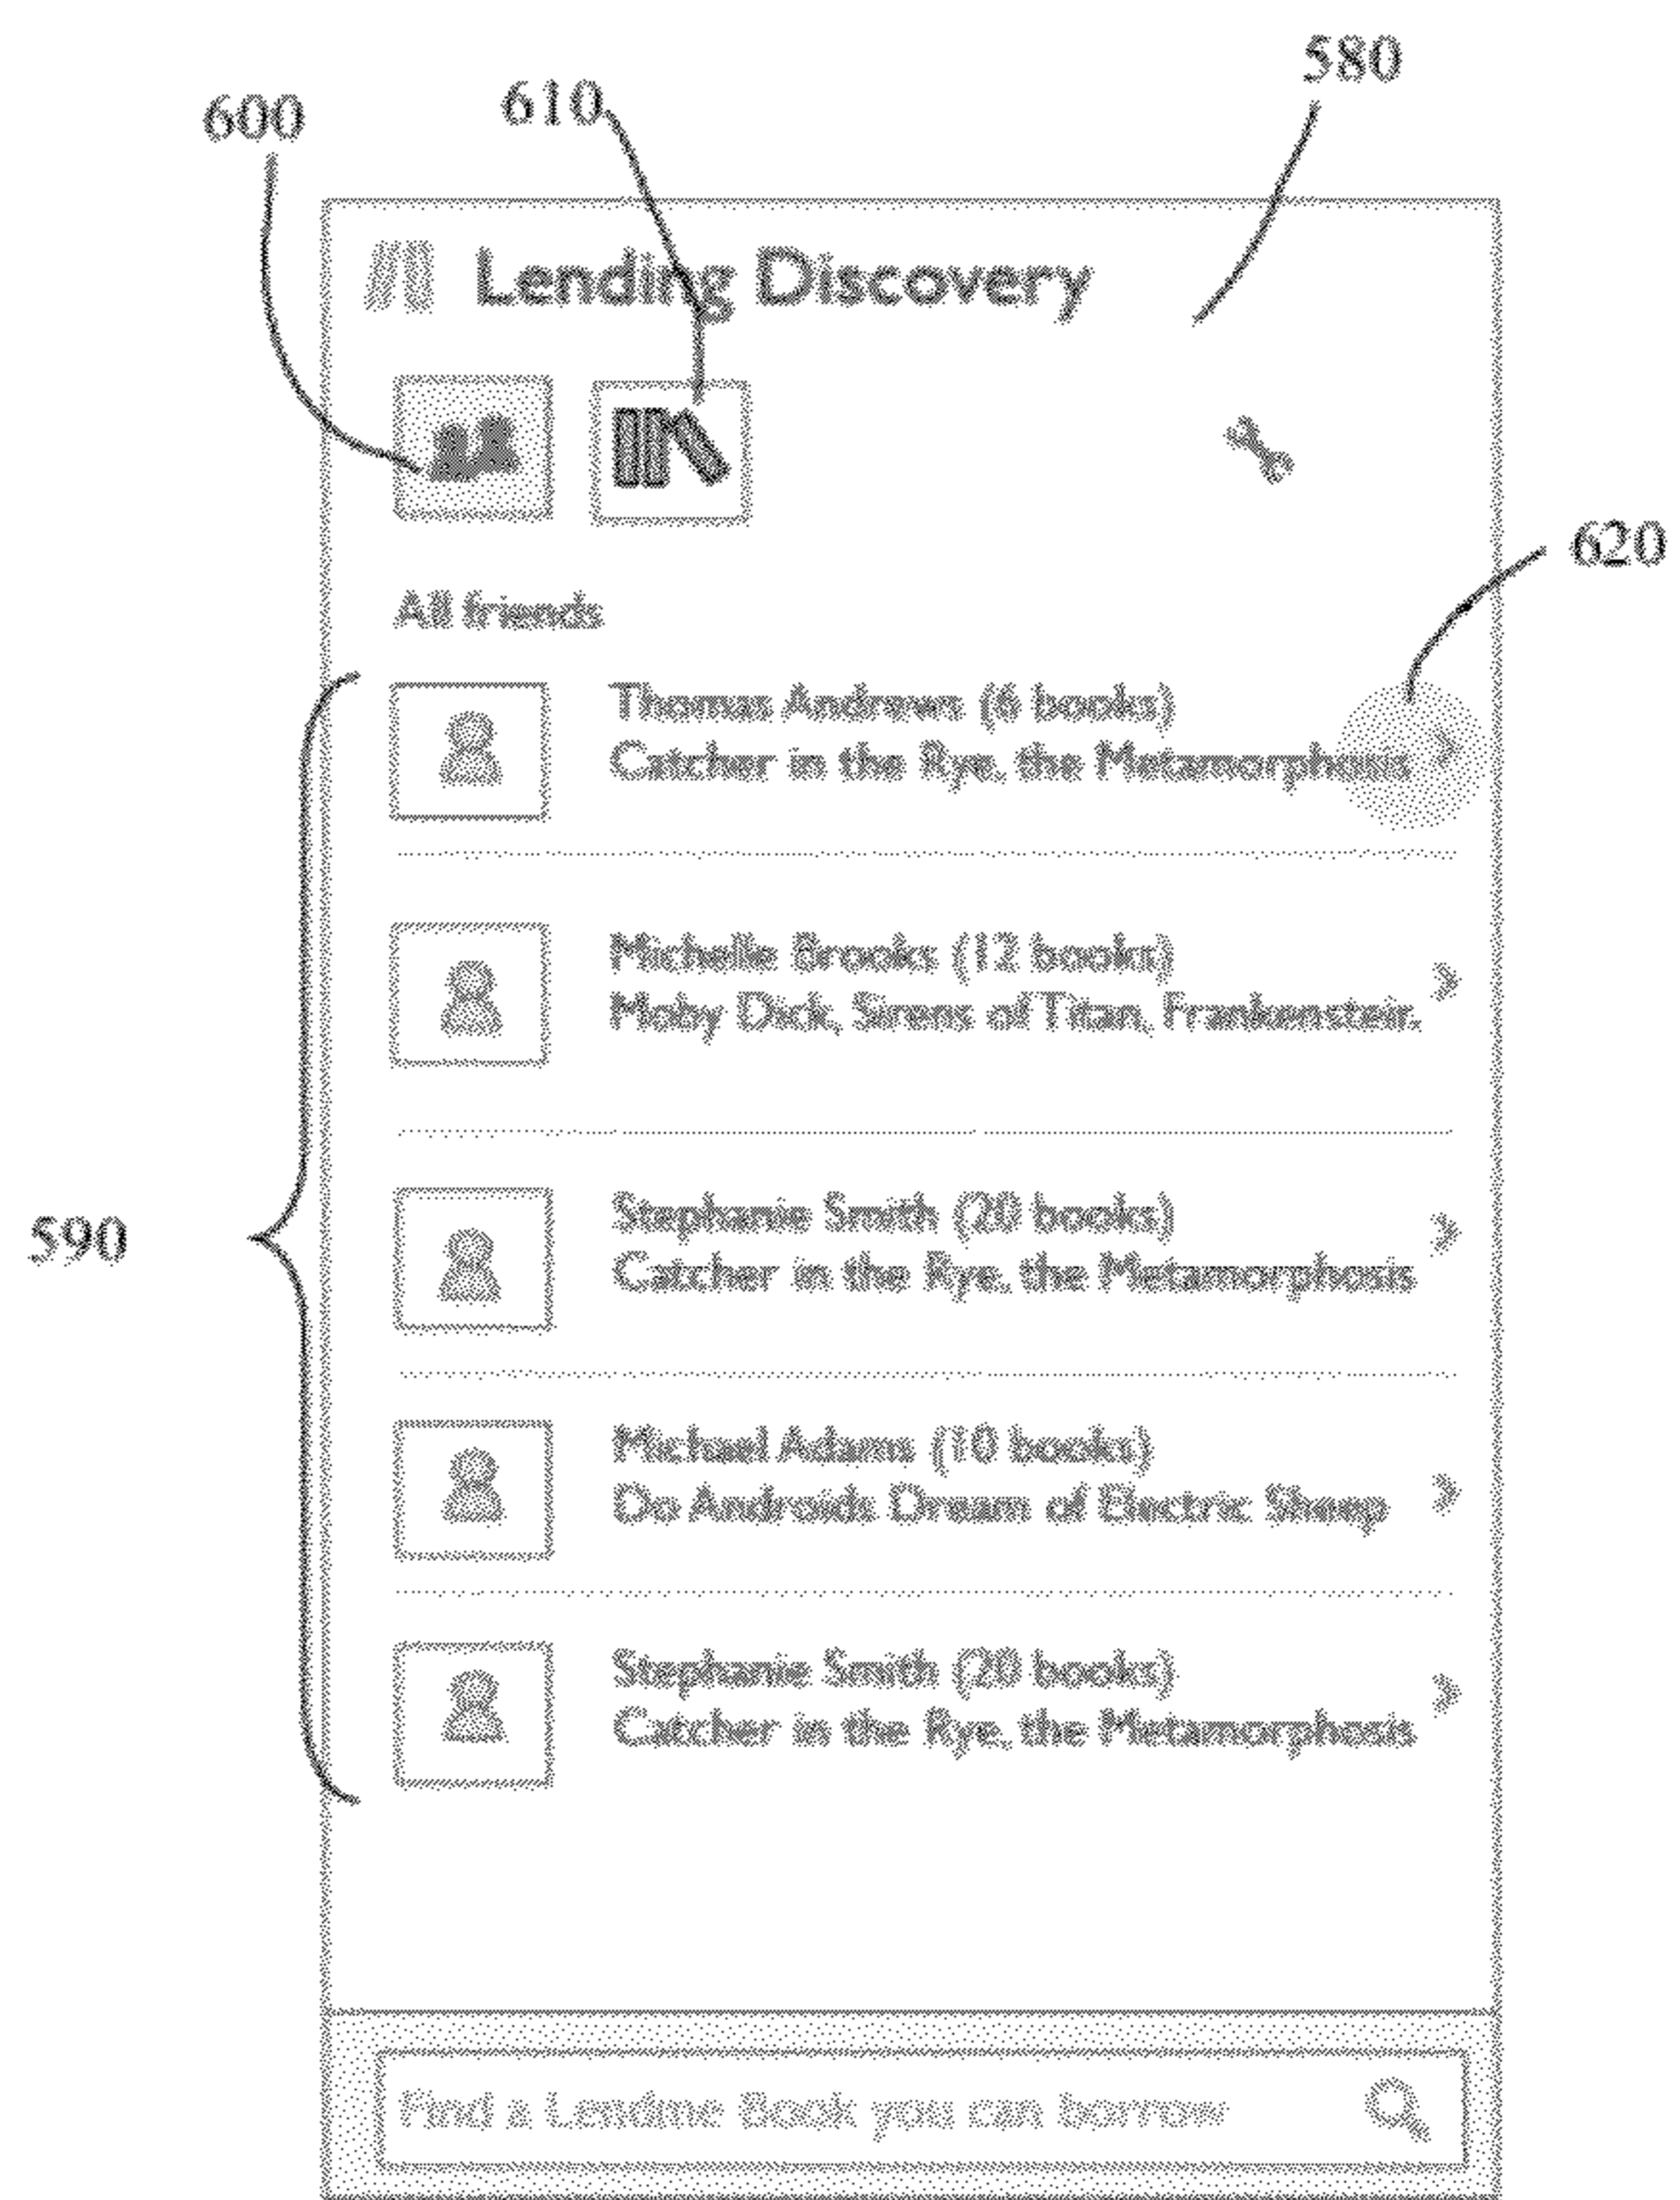 580
610
600
Lending Discovery
620
All friends
Thomas Andrews (6 books)
Catcher in the Rye, the Metamorphosis
Michelle Brooks (12 books)
Moby Dick, Sirens of Titan, Frankenstein.
590
Stephanie Smith (20 books)
Catcher in the Rye, the Metamorphosis
Michael Adams (10 books)
Do Androids Dream of Electric Sheep
Stephanie Smith (20 books)
Catcher in the Rye, the Metamorphosis
Find a Lendme Book you can borrow